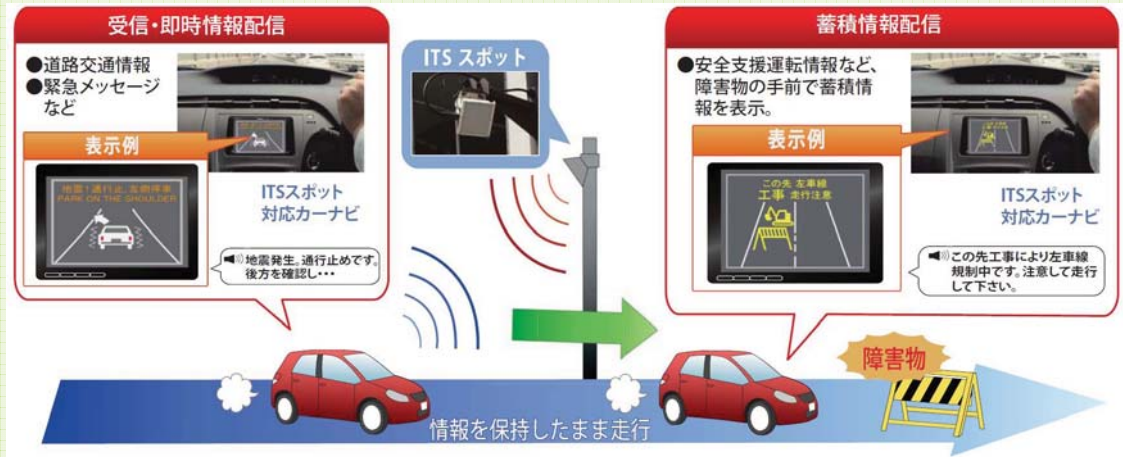 受信・即時情報配信
●道路交通情報
●緊急メッセージ
など
表示例
地震!通行止 左側停車
PARK ON THE SHOULDER
ITSスポット
対応カーナビ
地震発生。通行止めです。
後方を確認し・・・
ITS スポット
蓄積情報配信
●安全支援運転情報など、
障害物の手前で蓄積情
報を表示。
表示例
この先 左車線
工事 走行注意
ITSスポット
対応カーナビ
この先工事により左車線
規制中です。注意して走行
して下さい。
障害物
情報を保持したまま走行